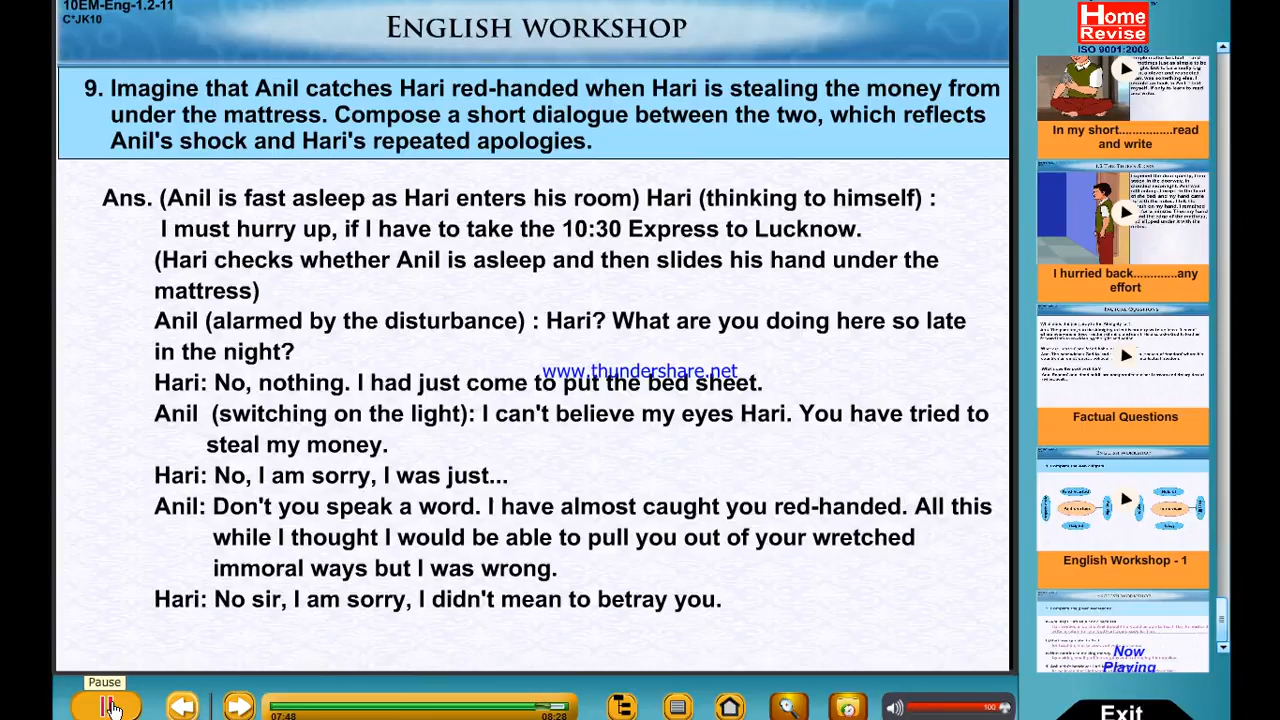 10EM-Eng-1.2-11
C+JK10
ENGLISH WORKSHOP
Home
Revise
ISO 9001:2008
9. Imagine that Anil catches Hari red-handed when Hari is stealing the money from
under the mattress. Compose a short dialogue between the two, which reflects
Anil's shock and Hari's repeated apologies.
Ans. (Anil is fast asleep as Hari enters his room) Hari (thinking to himself) :
I must hurry up, if I have to take the 10:30 Express to Lucknow.
(Hari checks whether Anil is asleep and then slides his hand under the
mattress)
Anil (alarmed by the disturbance) : Hari? What are you doing here so late
in the night?
www.thundershare.net
Hari: No, nothing. I had just come to put the bed sheet.
Anil (switching on the light): I can't believe my eyes Hari. You have tried to
steal my money.
Hari: No, I am sorry, I was just...
Anil: Don't you speak a word. I have almost caught you red-handed. All this
while I thought I would be able to pull you out of your wretched
immoral ways but I was wrong.
Hari: No sir, I am sorry, I didn't mean to betray you.
In my short................read
and write
I hurried back............any
effort
FACTUAL QUESTIONS
Factual Questions
ENGLISH WORKSHOP
English Workshop - 1
Now
Playing
Pause
07:48
08:28
100
Exit